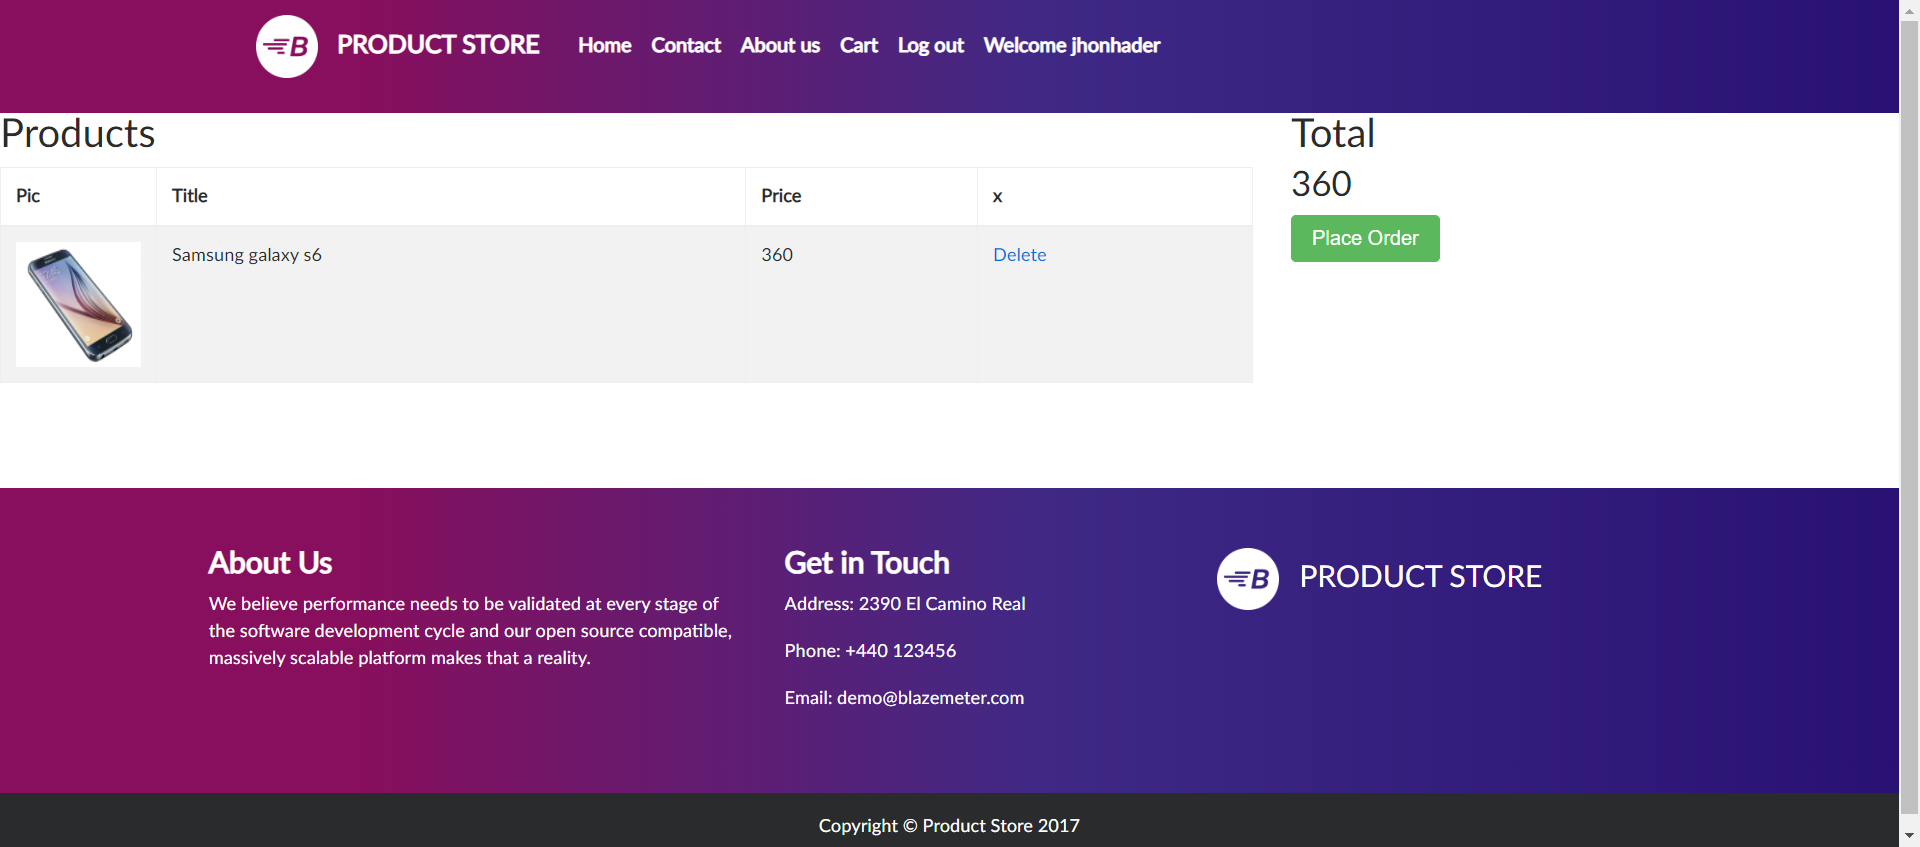 B PRODUCT STORE Home Contact About us Cart Log out Welcome jhonhader
Products
Pic Title Price x
Samsung galaxy s6 360 Delete
Total
360
Place Order
About Us
We believe performance needs to be validated at every stage of
the software development cycle and our open source compatible,
massively scalable platform makes that a reality.
Get in Touch
Address: 2390 El Camino Real
Phone: +440 123456
Email: demo@blazemeter.com
B PRODUCT STORE
Copyright © Product Store 2017